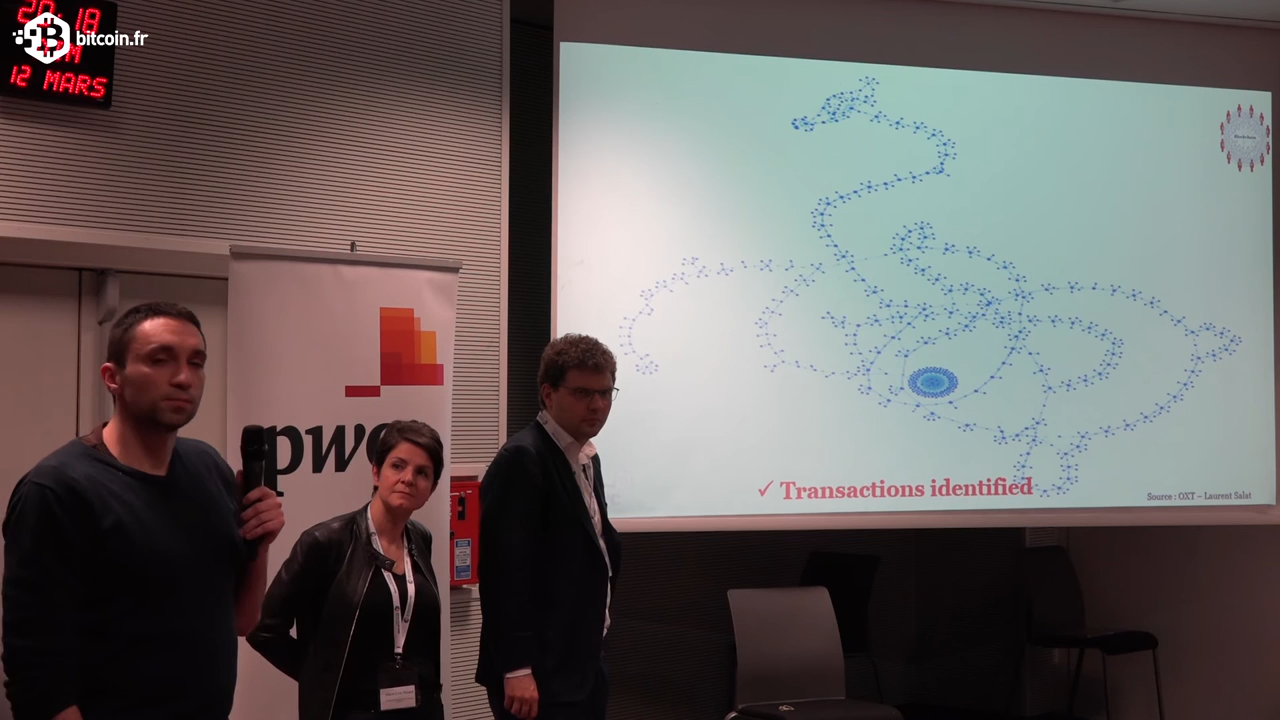 20:18
12 MARS
bitcoin.fr
pwc
✓ Transactions identified
Source : OXT – Laurent Salat